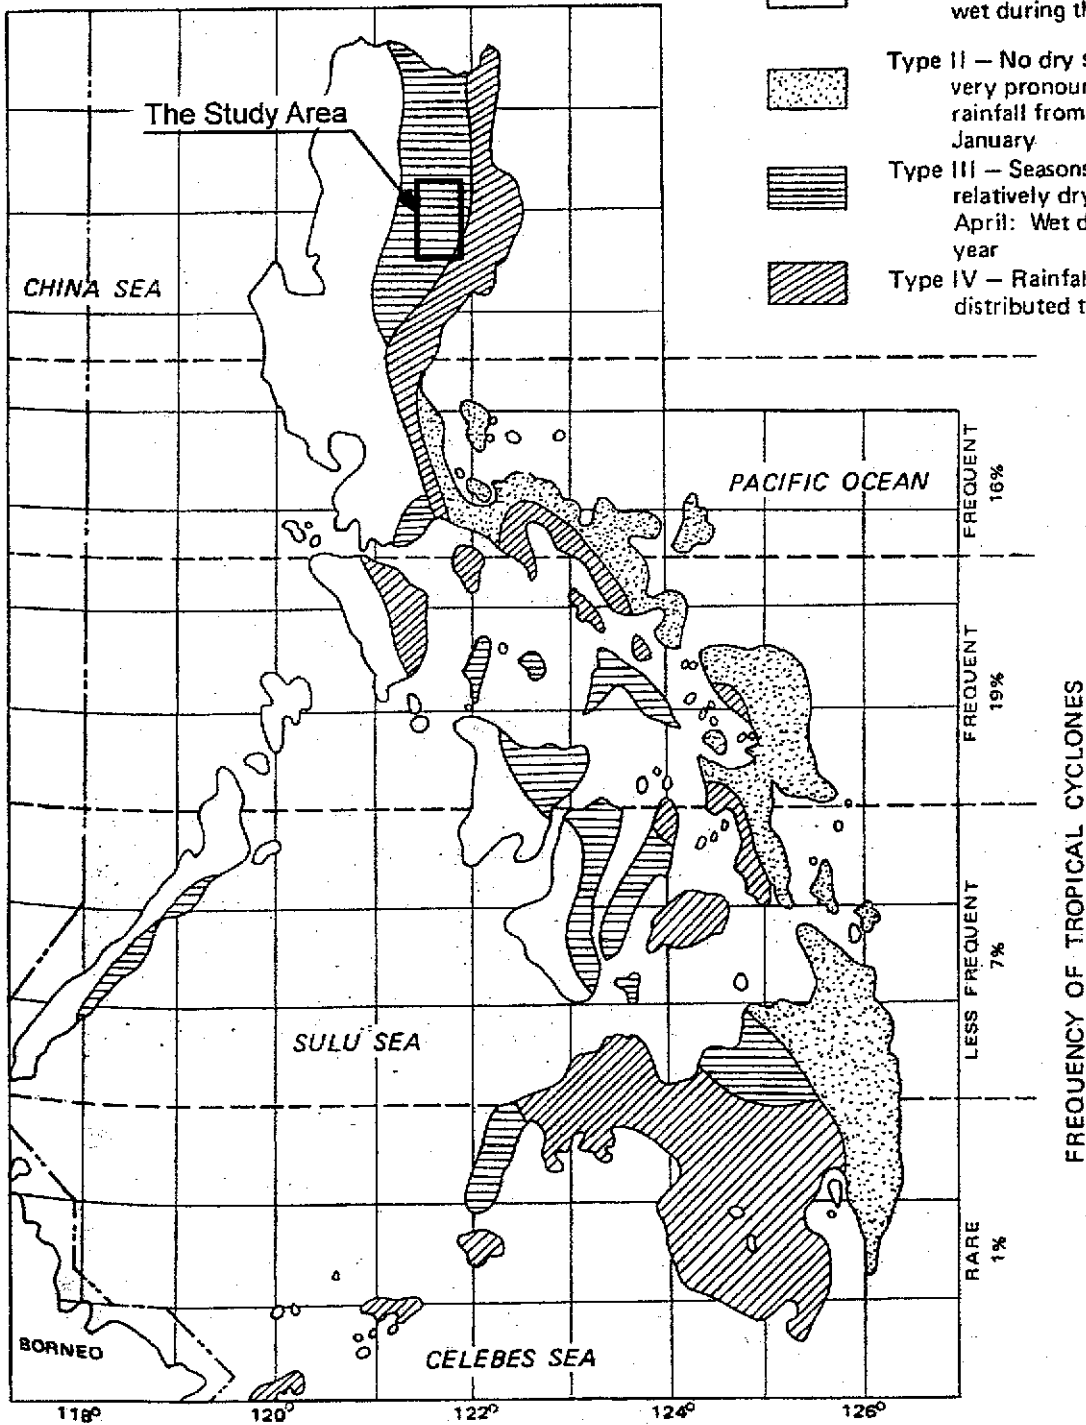 wet during th
Type II – No dry s
very pronour
rainfall from
January
Type III – Seasons
relatively dry
April: Wet d
year
Type IV – Rainfal
distributed t
The Study Area
CHINA SEA
PACIFIC OCEAN
FREQUENT
16%
FREQUENT
19%
LESS FREQUENT
7%
RARE
1%
FREQUENCY OF TROPICAL CYCLONES
SULU SEA
BORNEO
CELEBES SEA
118° 120° 122° 124° 126°